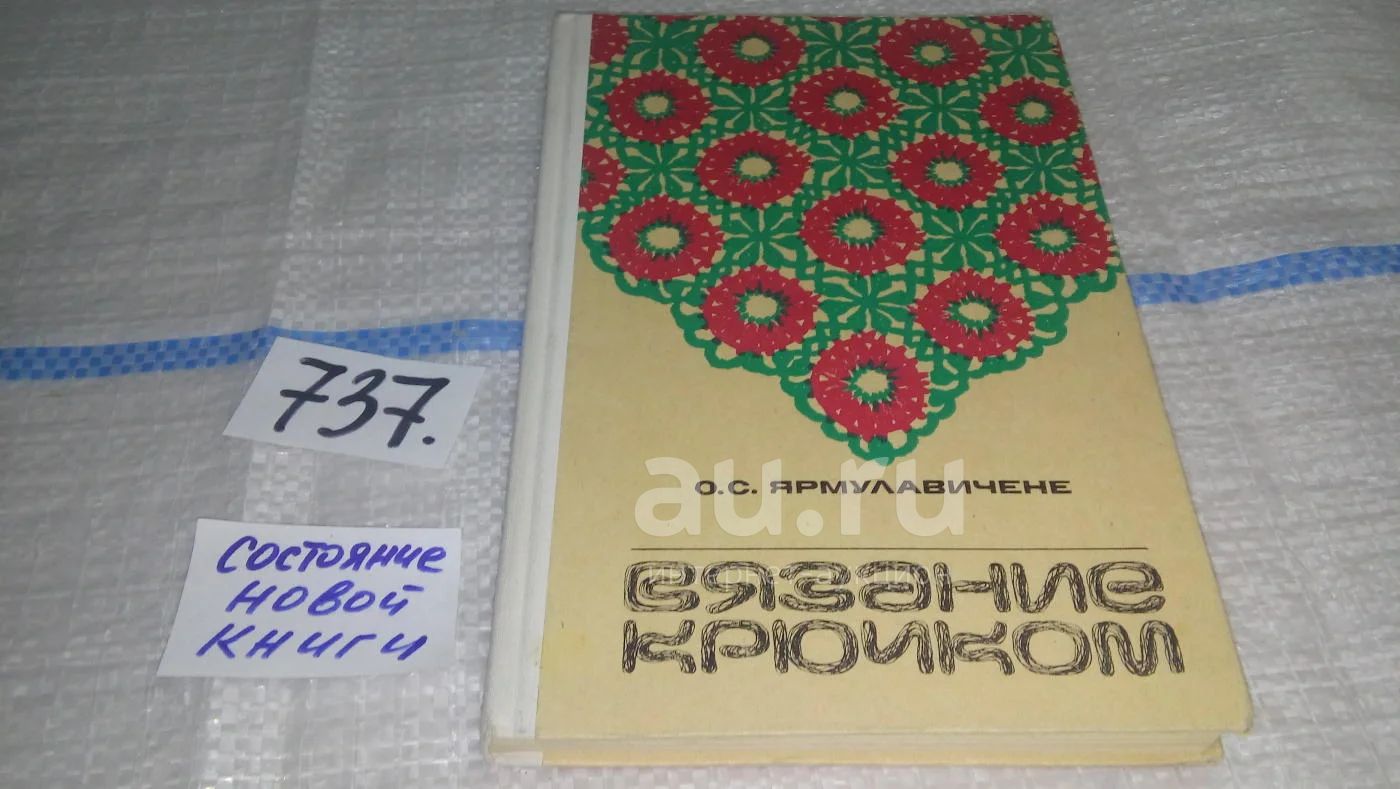 737.
Состояние
новой
книги
О.С. ЯРМУЛАВИЧЕНЕ
ВЯЗАНИЕ
КРЮЧКОМ
au.ru